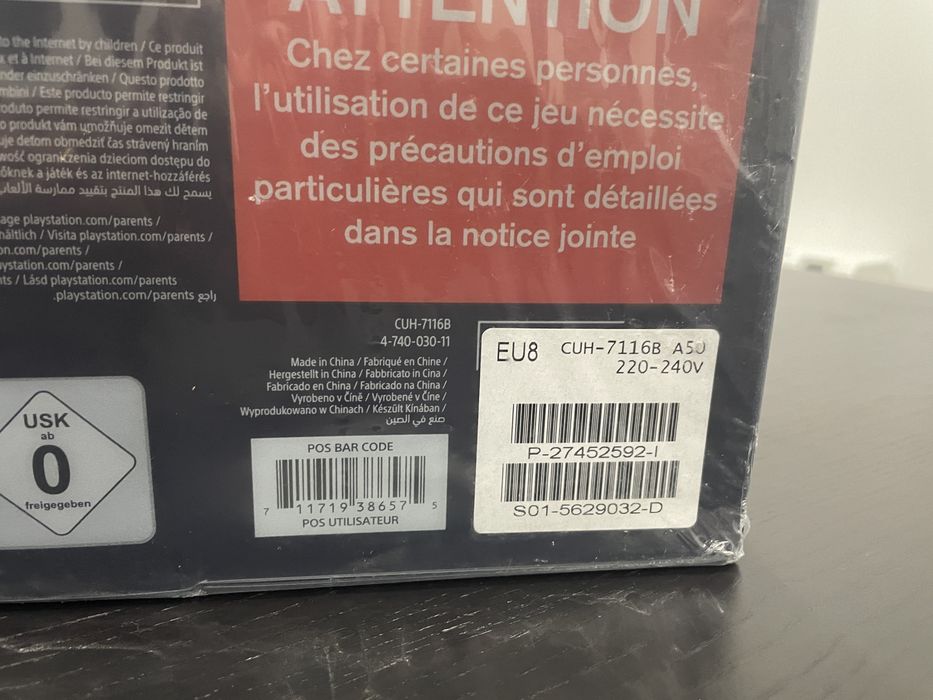 to the Internet by children / Ce produit
et à Internet / Bei diesem Produkt ist
einzuschränken / Questo prodotto
/ Este producto permite restringir
permite restringir a utilização de
o produkt vám umožňuje omezit dětem
deťom obmedziť čas strávený hraním
ograniczenia dzieciom dostępu do
a játék és az internet-hozzáférés
يسمح لك هذا المنتج بتقييد ممارسة
playstation.com/parents /
/ Visita playstation.com/parents /
.com/parents /
/ Lásd playstation.com/parents
راجع playstation.com/parents.
ATTENTION
Chez certaines personnes,
l'utilisation de ce jeu nécessite
des précautions d'emploi
particulières qui sont détaillées
dans la notice jointe
CUH-7116B
4-740-030-11
Made in China / Fabriqué en Chine /
Hergestellt in China / Fabbricato in Cina /
Fabricado en China / Fabricado na China /
Vyrobeno v Číně / Vyrobené v Číne /
Wyprodukowano w Chinach / Készült Kínában /
صنع في الصين
USK
ab
0
freigegeben
POS BAR CODE
7 11719 38657 5
POS UTILISATEUR
EU8 CUH-7116B A50
220-240V
P-27452592-I
S01-5629032-D